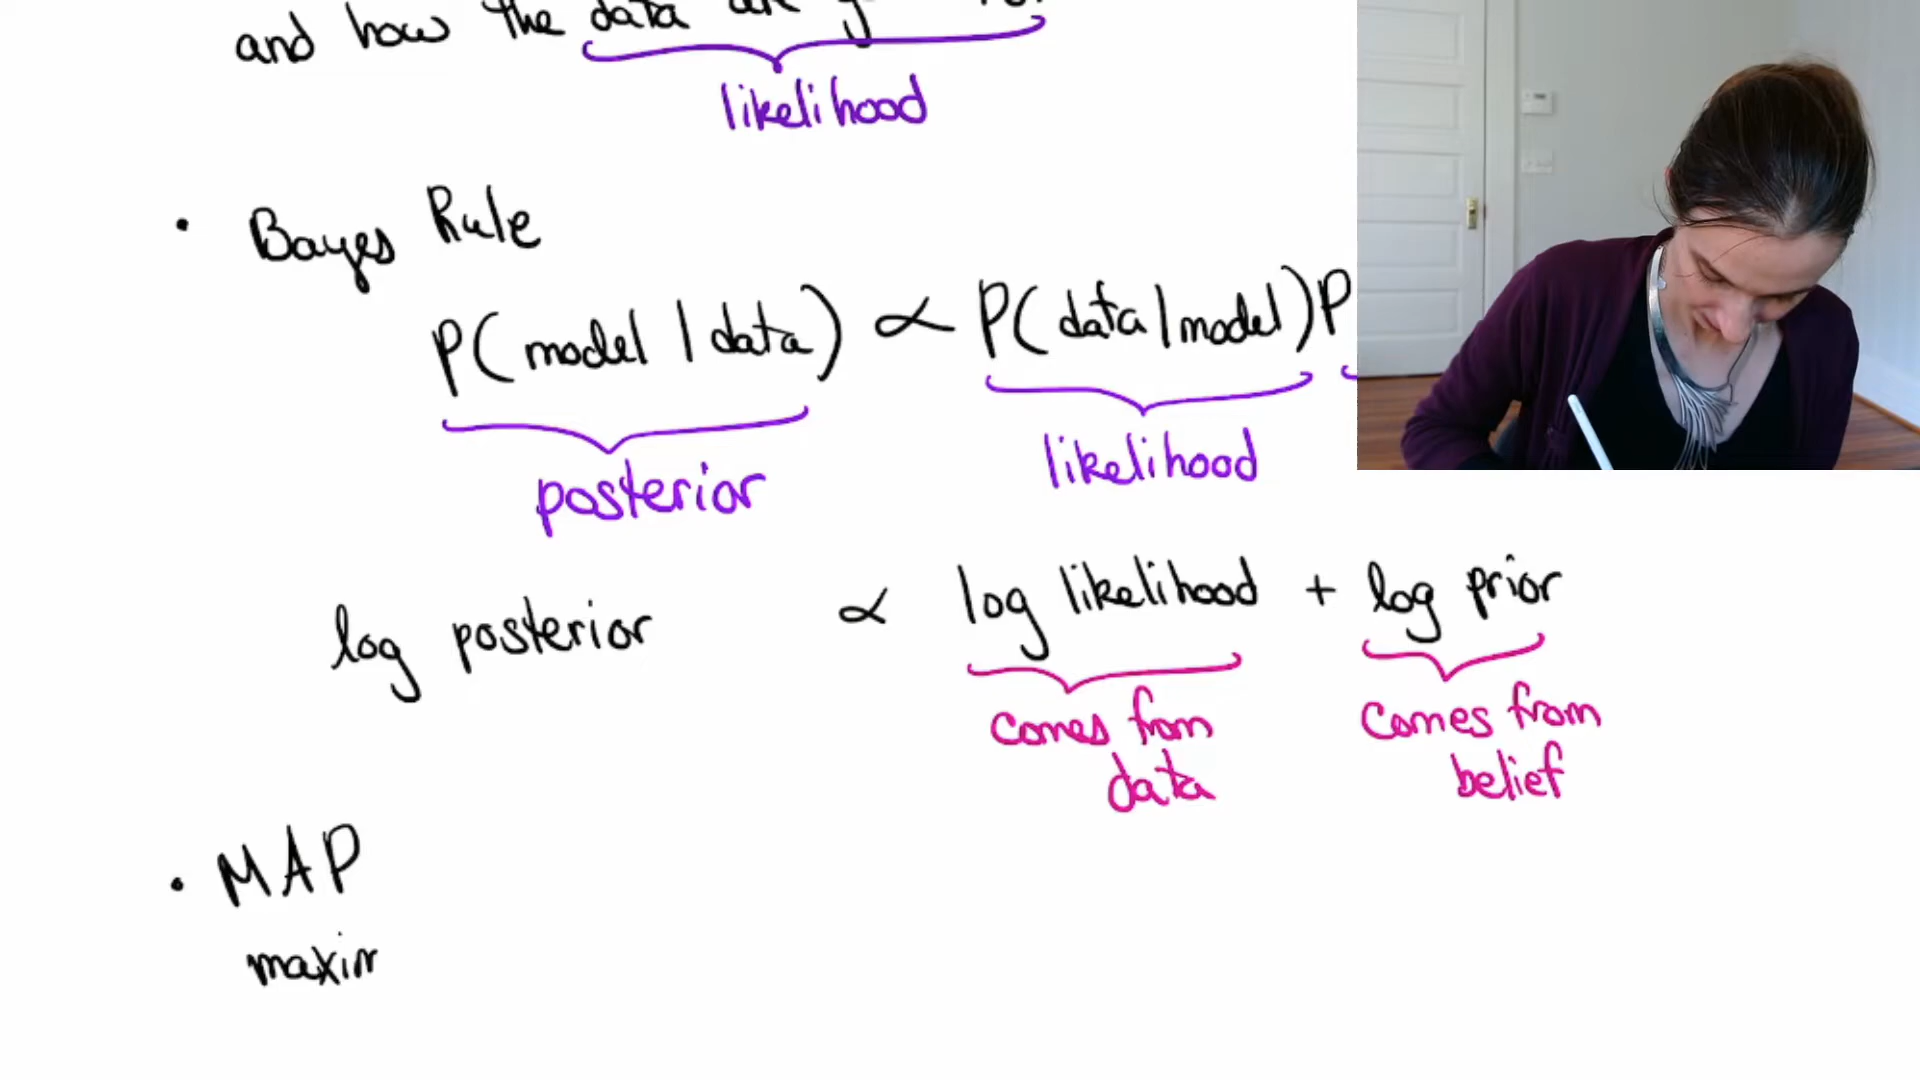 and how the data
likelihood
• Bayes Rule
P(model | data) ∝ P(data | model) P
posterior
likelihood
log posterior ∝ log likelihood + log prior
comes from data
comes from belief
• MAP
maxim